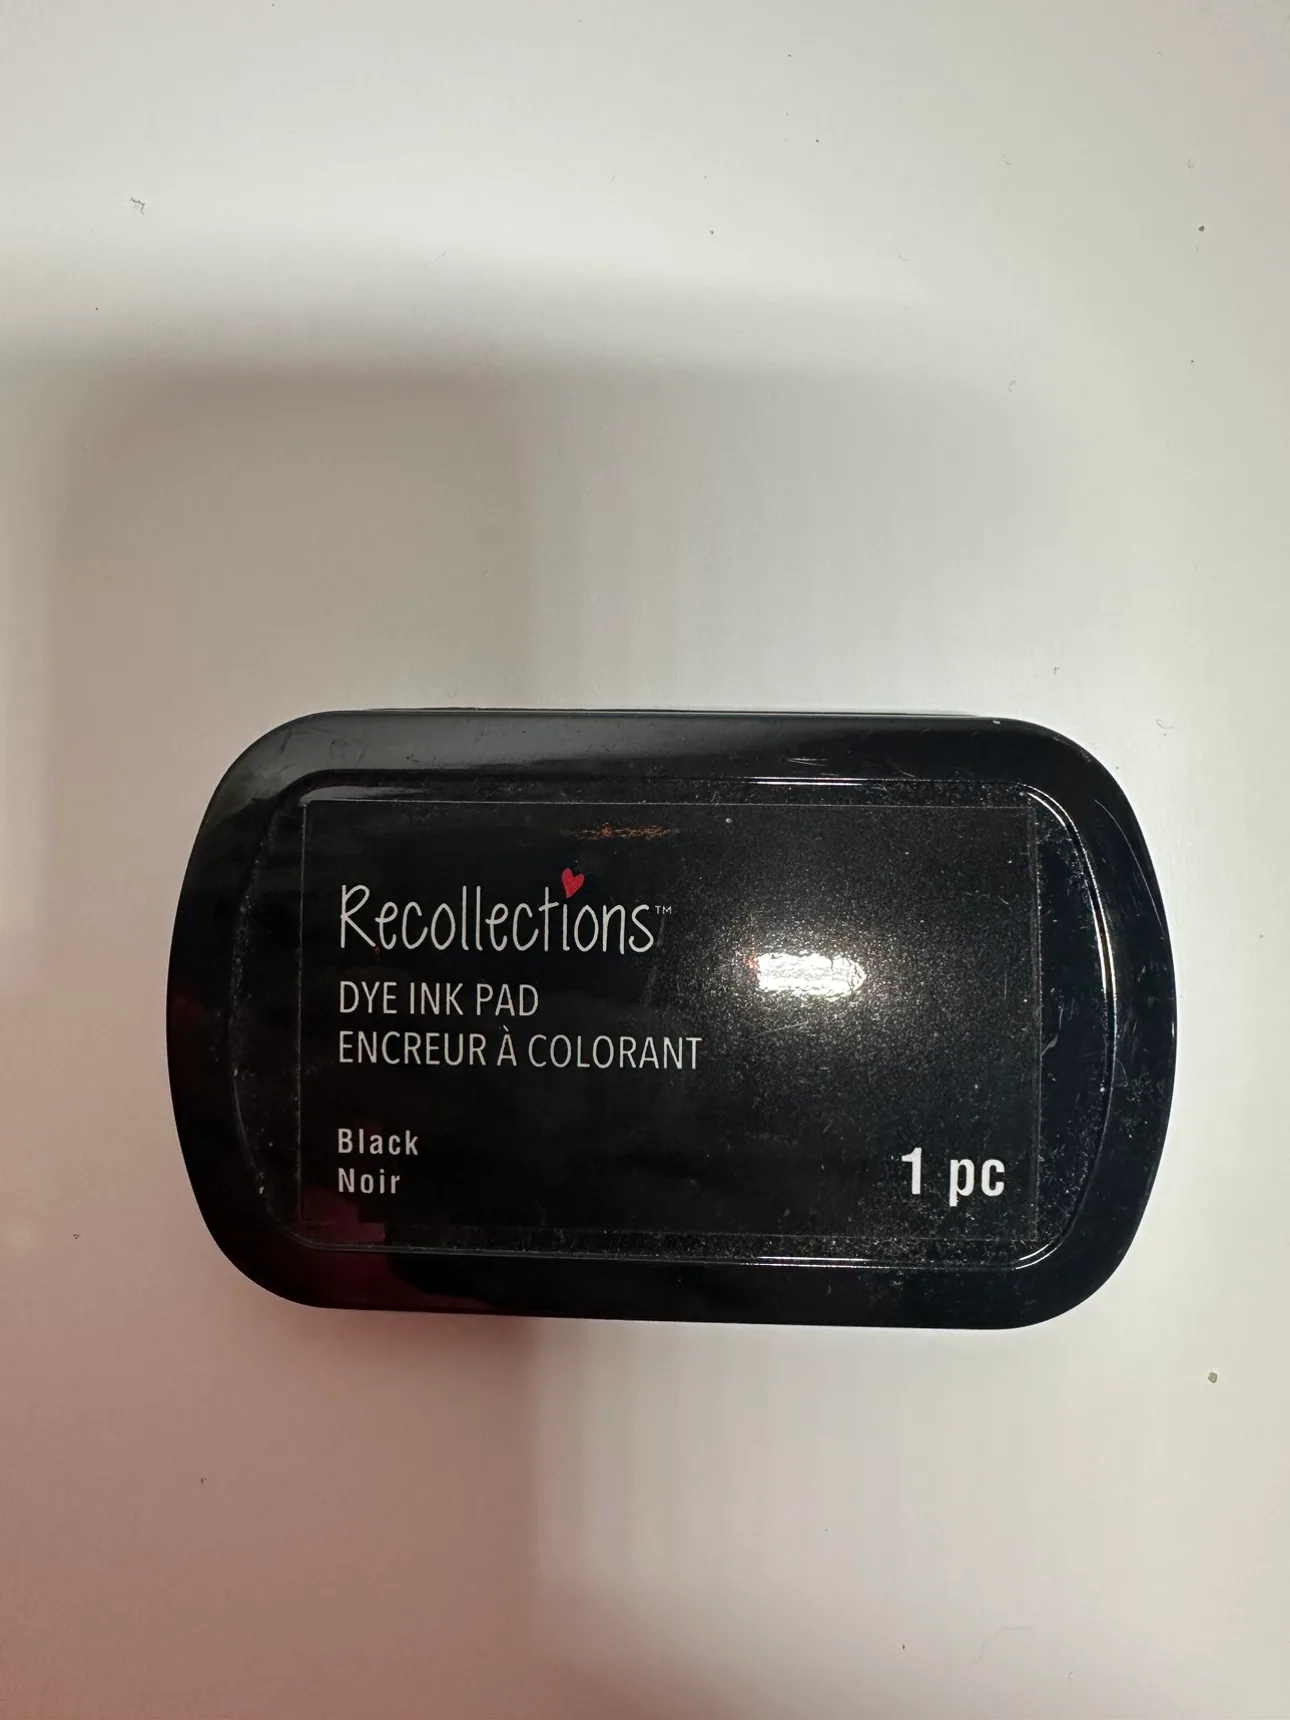 Recollections™
DYE INK PAD
ENCREUR À COLORANT
Black
Noir
1 pc